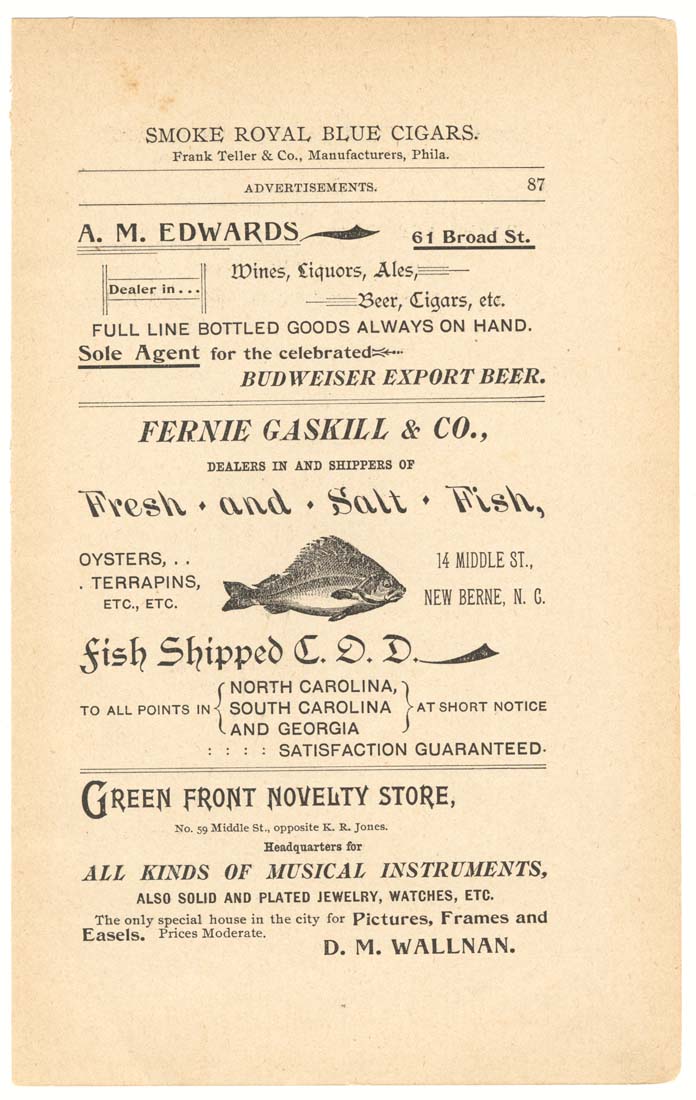 SMOKE ROYAL BLUE CIGARS.
Frank Teller & Co., Manufacturers, Phila.
ADVERTISEMENTS. 87
A. M. EDWARDS 61 Broad St.
Dealer in... Wines, Liquors, Ales,
Beer, Cigars, etc.
FULL LINE BOTTLED GOODS ALWAYS ON HAND.
Sole Agent for the celebrated
BUDWEISER EXPORT BEER.
FERNIE GASKILL & CO.,
DEALERS IN AND SHIPPERS OF
Fresh · and · Salt · Fish,
OYSTERS, . .
. TERRAPINS,
ETC., ETC.
14 MIDDLE ST.,
NEW BERNE, N. C.
Fish Shipped C. O. D.
TO ALL POINTS IN { NORTH CAROLINA,
SOUTH CAROLINA
AND GEORGIA } AT SHORT NOTICE
: : : : SATISFACTION GUARANTEED.
GREEN FRONT NOVELTY STORE,
No. 59 Middle St., opposite K. R. Jones.
Headquarters for
ALL KINDS OF MUSICAL INSTRUMENTS,
ALSO SOLID AND PLATED JEWELRY, WATCHES, ETC.
The only special house in the city for Pictures, Frames and
Easels. Prices Moderate.
D. M. WALLNAN.